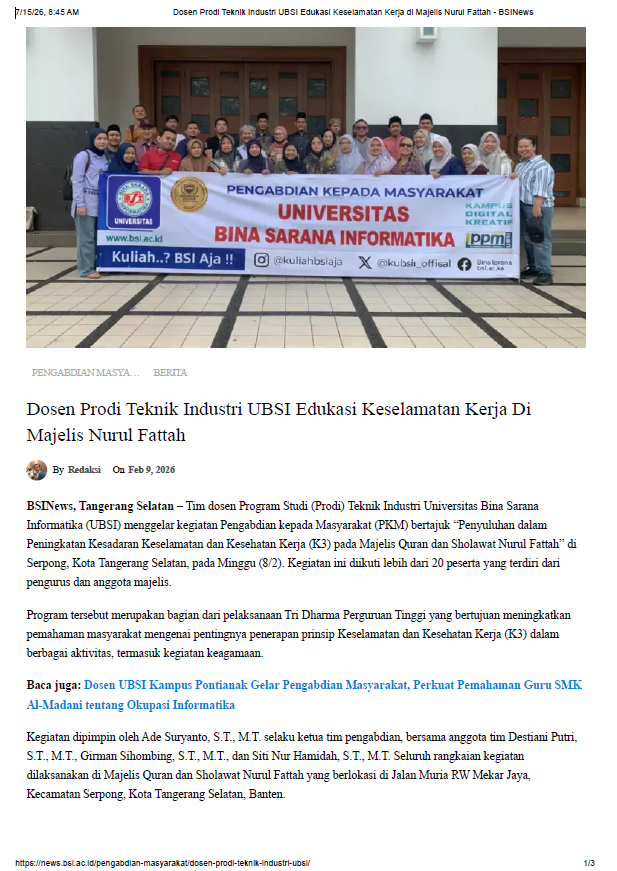 7/15/26, 8:45 AM
Dosen Prodi Teknik Industri UBSI Edukasi Keselamatan Kerja di Majelis Nurul Fattah - BSINews
PENGABDIAN KEPADA MASYARAKAT
UNIVERSITAS
BINA SARANA INFORMATIKA
BSI
UNIVERSITAS
www.bsi.ac.id
KAMPUS
DIGITAL
KREATIF
ppm
Kuliah..? BSI Aja !!
@kuliahbsiaja
bsi.ac.id
PENGABDIAN MASYA...
BERITA
Dosen Prodi Teknik Industri UBSI Edukasi Keselamatan Kerja Di
Majelis Nurul Fattah
By Redaksi On Feb 9, 2026
BSINews, Tangerang Selatan – Tim dosen Program Studi (Prodi) Teknik Industri Universitas Bina Sarana
Informatika (UBSI) menggelar kegiatan Pengabdian kepada Masyarakat (PKM) bertajuk “Penyuluhan dalam
Peningkatan Kesadaran Keselamatan dan Kesehatan Kerja (K3) pada Majelis Quran dan Sholawat Nurul Fattah” di
Serpong, Kota Tangerang Selatan, pada Minggu (8/2). Kegiatan ini diikuti lebih dari 20 peserta yang terdiri dari
pengurus dan anggota majelis.
Program tersebut merupakan bagian dari pelaksanaan Tri Dharma Perguruan Tinggi yang bertujuan meningkatkan
pemahaman masyarakat mengenai pentingnya penerapan prinsip Keselamatan dan Kesehatan Kerja (K3) dalam
berbagai aktivitas, termasuk kegiatan keagamaan.
Baca juga: Dosen UBSI Kampus Pontianak Gelar Pengabdian Masyarakat, Perkuat Pemahaman Guru SMK
Al-Madani tentang Okupasi Informatika
Kegiatan dipimpin oleh Ade Suryanto, S.T., M.T. selaku ketua tim pengabdian, bersama anggota tim Destiani Putri,
S.T., M.T., Girman Sihombing, S.T., M.T., dan Siti Nur Hamidah, S.T., M.T. Seluruh rangkaian kegiatan
dilaksanakan di Majelis Quran dan Sholawat Nurul Fattah yang berlokasi di Jalan Muria RW Mekar Jaya,
Kecamatan Serpong, Kota Tangerang Selatan, Banten.
https://news.bsi.ac.id/pengabdian-masyarakat/dosen-prodi-teknik-industri-ubsi/
1/3